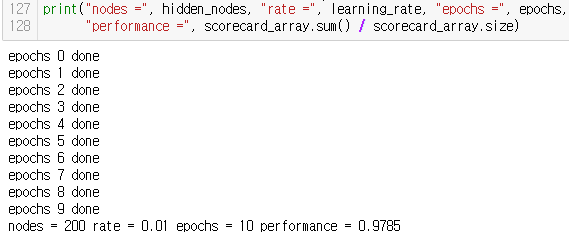 127 print("nodes =", hidden_nodes, "rate =", learning_rate, "epochs =", epochs,
128 "performance =", scorecard_array.sum() / scorecard_array.size)
epochs 0 done
epochs 1 done
epochs 2 done
epochs 3 done
epochs 4 done
epochs 5 done
epochs 6 done
epochs 7 done
epochs 8 done
epochs 9 done
nodes = 200 rate = 0.01 epochs = 10 performance = 0.9785